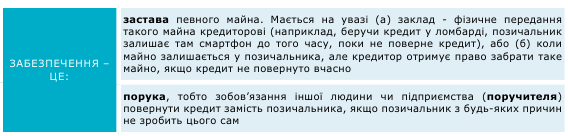 ЗАБЕЗПЕЧЕННЯ –
ЦЕ:
застава певного майна. Мається на увазі (а) заклад - фізичне передання
такого майна кредиторові (наприклад, беручи кредит у ломбарді, позичальник
залишає там смартфон до того часу, поки не поверне кредит), або (б) коли
майно залишається у позичальника, але кредитор отримує право забрати таке
майно, якщо кредит не повернуто вчасно
порука, тобто зобов’язання іншої людини чи підприємства (поручителя)
повернути кредит замість позичальника, якщо позичальник з будь-яких причин
не зробить цього сам